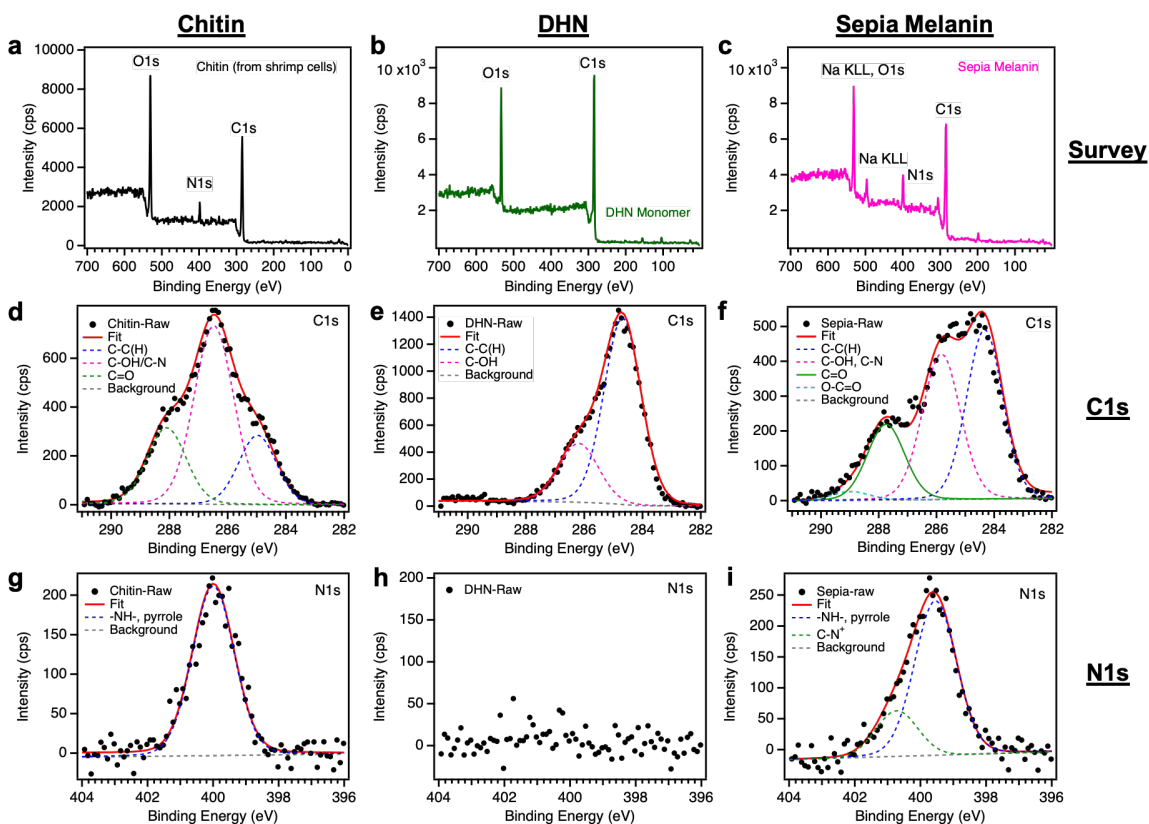 Chitin
DHN
Sepia Melanin
a
10000
8000
6000
4000
2000
0
Intensity (cps)
O1s
N1s
C1s
Chitin (from shrimp cells)
700 600 500 400 300 200 100 0
Binding Energy (eV)
b
10 x10³
8
6
4
2
Intensity (cps)
O1s
C1s
DHN Monomer
700 600 500 400 300 200 100
Binding Energy (eV)
c
10 x10³
8
6
4
2
Intensity (cps)
Na KLL, O1s
Sepia Melanin
C1s
Na KLL
N1s
700 600 500 400 300 200 100
Binding Energy (eV)
Survey
d
600
400
200
0
Intensity (cps)
Chitin-Raw
Fit
C-C(H)
C-OH/C-N
C=O
Background
C1s
290 288 286 284 282
Binding Energy (eV)
e
1400
1200
1000
800
600
400
200
0
Intensity (cps)
DHN-Raw
Fit
C-C(H)
C-OH
Background
C1s
290 288 286 284 282
Binding Energy (eV)
f
500
400
300
200
100
0
Intensity (cps)
Sepia-Raw
Fit
C-C(H)
C-OH, C-N
C=O
O-C=O
Background
C1s
290 288 286 284 282
Binding Energy (eV)
C1s
g
200
150
100
50
0
Intensity (cps)
Chitin-Raw
Fit
-NH-, pyrrole
Background
N1s
404 402 400 398 396
Binding Energy (eV)
h
200
150
100
50
0
Intensity (cps)
DHN-Raw
N1s
404 402 400 398 396
Binding Energy (eV)
i
250
200
150
100
50
0
Intensity (cps)
Sepia-raw
Fit
-NH-, pyrrole
C-N⁺
Background
N1s
404 402 400 398 396
Binding Energy (eV)
N1s